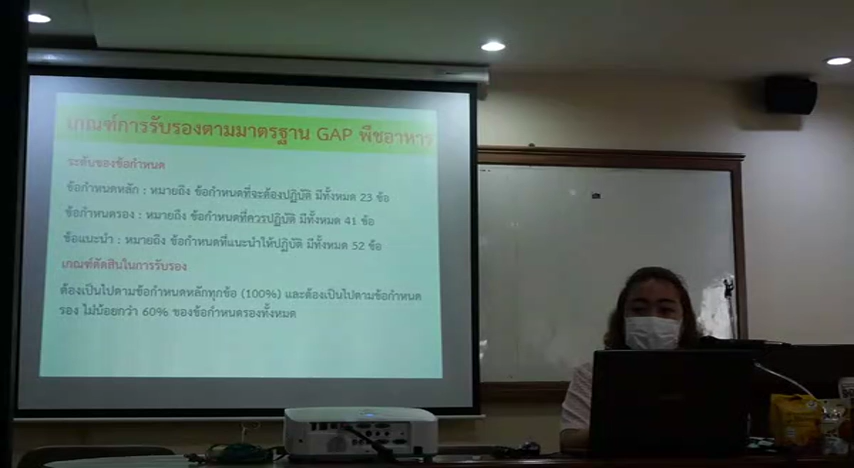 เกณฑ์การรับรองตามมาตรฐาน GAP พืชอาหาร
ระดับของข้อกำหนด
ข้อกำหนดหลัก : หมายถึง ข้อกำหนดที่จะต้องปฏิบัติ มีทั้งหมด 23 ข้อ
ข้อกำหนดรอง : หมายถึง ข้อกำหนดที่ควรปฏิบัติ มีทั้งหมด 41 ข้อ
ข้อแนะนำ : หมายถึง ข้อกำหนดที่แนะนำให้ปฏิบัติ มีทั้งหมด 52 ข้อ
เกณฑ์ตัดสินในการรับรอง
ต้องเป็นไปตามข้อกำหนดหลักทุกข้อ (100%) และต้องเป็นไปตามข้อกำหนด
รอง ไม่น้อยกว่า 60% ของข้อกำหนดรองทั้งหมด